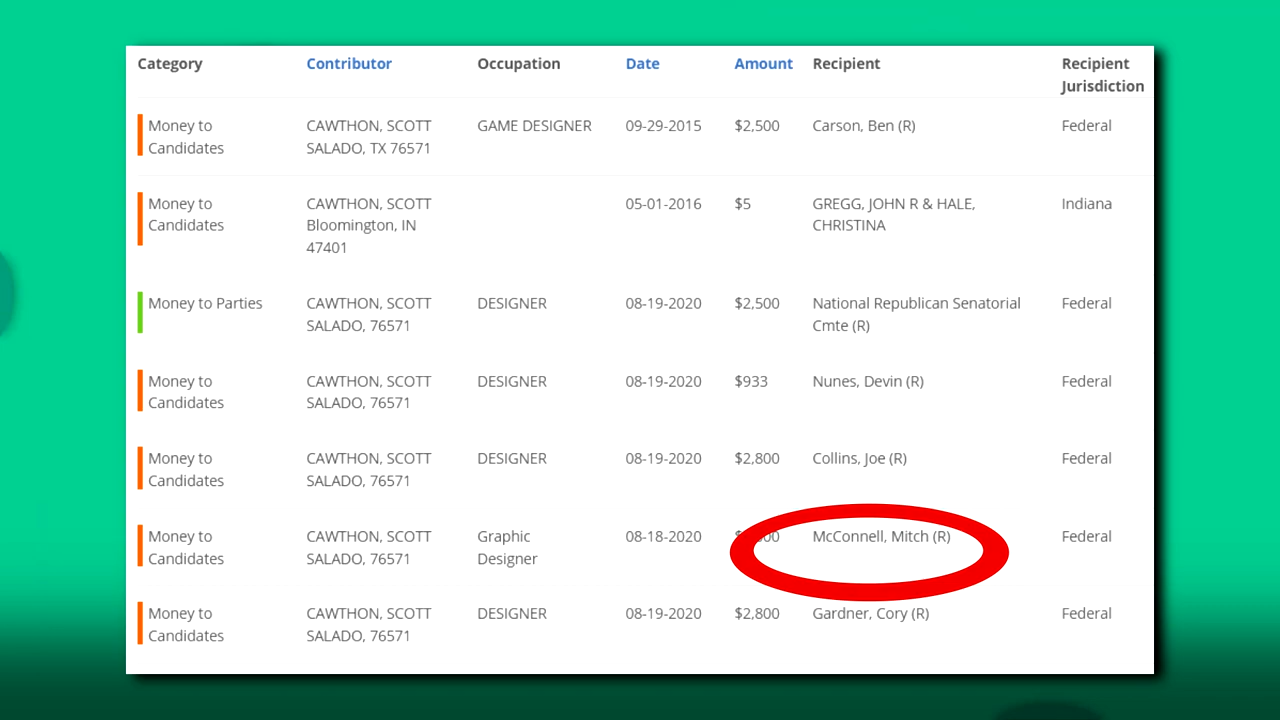 Category Contributor Occupation Date Amount Recipient Recipient
Jurisdiction
Money to CAWTHON, SCOTT GAME DESIGNER 09-29-2015 $2,500 Carson, Ben (R) Federal
Candidates SALADO, TX 76571
Money to CAWTHON, SCOTT 05-01-2016 $5 GREGG, JOHN R & HALE, Indiana
Candidates Bloomington, IN CHRISTINA
47401
Money to Parties CAWTHON, SCOTT DESIGNER 08-19-2020 $2,500 National Republican Senatorial Federal
SALADO, 76571 Cmte (R)
Money to CAWTHON, SCOTT DESIGNER 08-19-2020 $933 Nunes, Devin (R) Federal
Candidates SALADO, 76571
Money to CAWTHON, SCOTT DESIGNER 08-19-2020 $2,800 Collins, Joe (R) Federal
Candidates SALADO, 76571
Money to CAWTHON, SCOTT Graphic 08-18-2020 McConnell, Mitch (R) Federal
Candidates SALADO, 76571 Designer
Money to CAWTHON, SCOTT DESIGNER 08-19-2020 $2,800 Gardner, Cory (R) Federal
Candidates SALADO, 76571